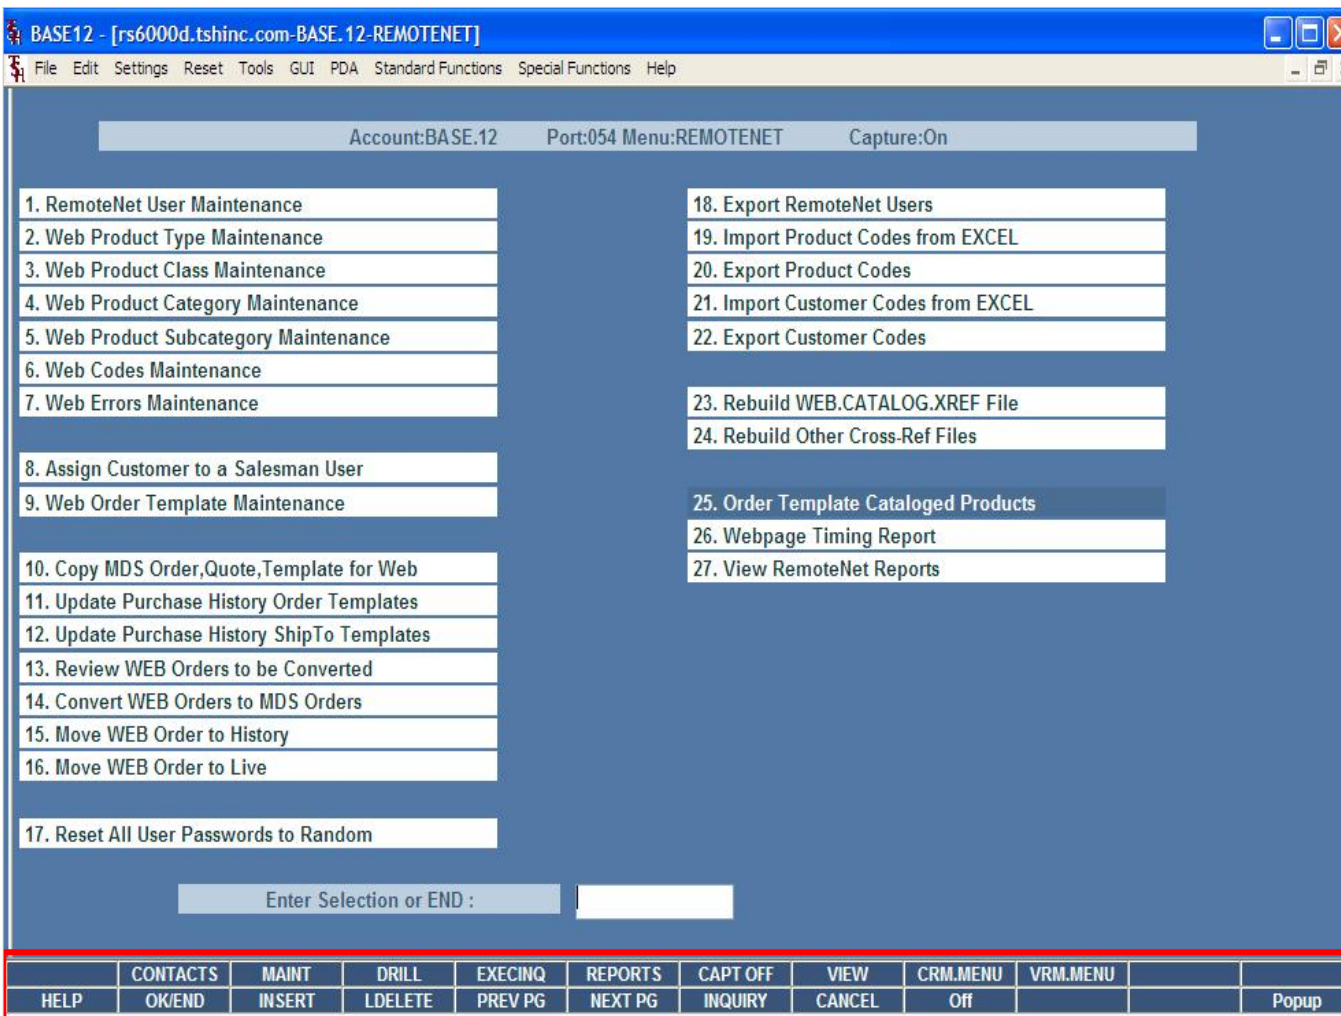 BASE12 - [rs6000d.tshinc.com-BASE.12-REMOTENET]
File Edit Settings Reset Tools GUI PDA Standard Functions Special Functions Help
Account:BASE.12 Port:054 Menu:REMOTENET Capture:On
1. RemoteNet User Maintenance
2. Web Product Type Maintenance
3. Web Product Class Maintenance
4. Web Product Category Maintenance
5. Web Product Subcategory Maintenance
6. Web Codes Maintenance
7. Web Errors Maintenance
8. Assign Customer to a Salesman User
9. Web Order Template Maintenance
10. Copy MDS Order,Quote,Template for Web
11. Update Purchase History Order Templates
12. Update Purchase History ShipTo Templates
13. Review WEB Orders to be Converted
14. Convert WEB Orders to MDS Orders
15. Move WEB Order to History
16. Move WEB Order to Live
17. Reset All User Passwords to Random
18. Export RemoteNet Users
19. Import Product Codes from EXCEL
20. Export Product Codes
21. Import Customer Codes from EXCEL
22. Export Customer Codes
23. Rebuild WEB.CATALOG.XREF File
24. Rebuild Other Cross-Ref Files
25. Order Template Cataloged Products
26. Webpage Timing Report
27. View RemoteNet Reports
Enter Selection or END :
CONTACTS MAINT DRILL EXECINQ REPORTS CAPT OFF VIEW CRM.MENU VRM.MENU
HELP OK/END INSERT LDELETE PREV PG NEXT PG INQUIRY CANCEL Off Popup